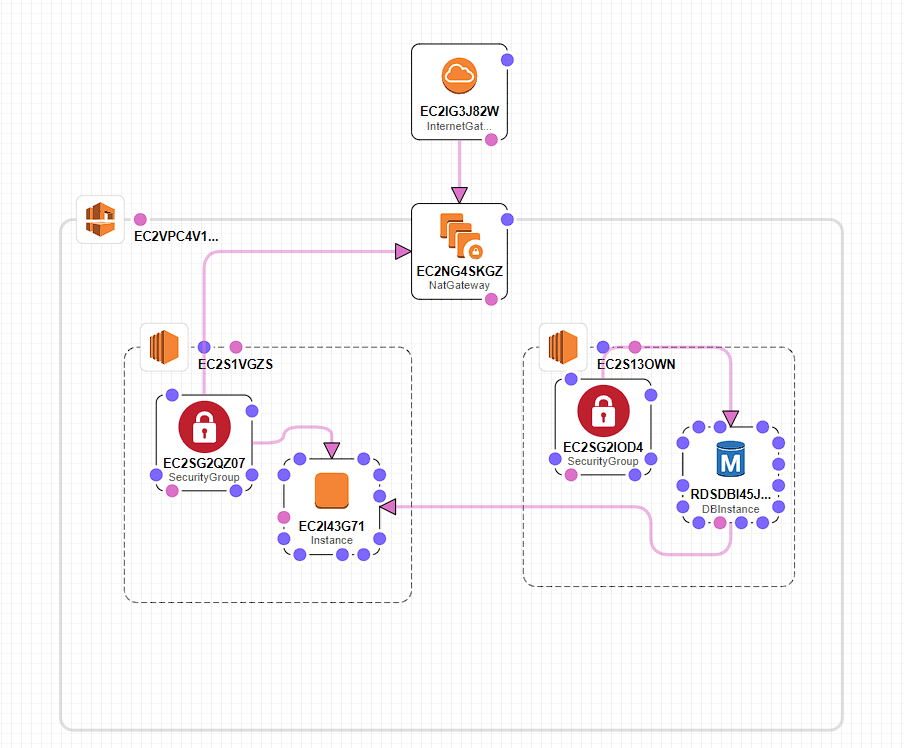 EC2IG3J82W
InternetGat...
EC2VPC4V1...
EC2NG4SKGZ
NatGateway
EC2S1VGZS
EC2S13OWN
EC2SG2QZ07
SecurityGroup
EC2SG2IOD4
SecurityGroup
M
RDSDBI45J...
DBInstance
EC2I43G71
Instance